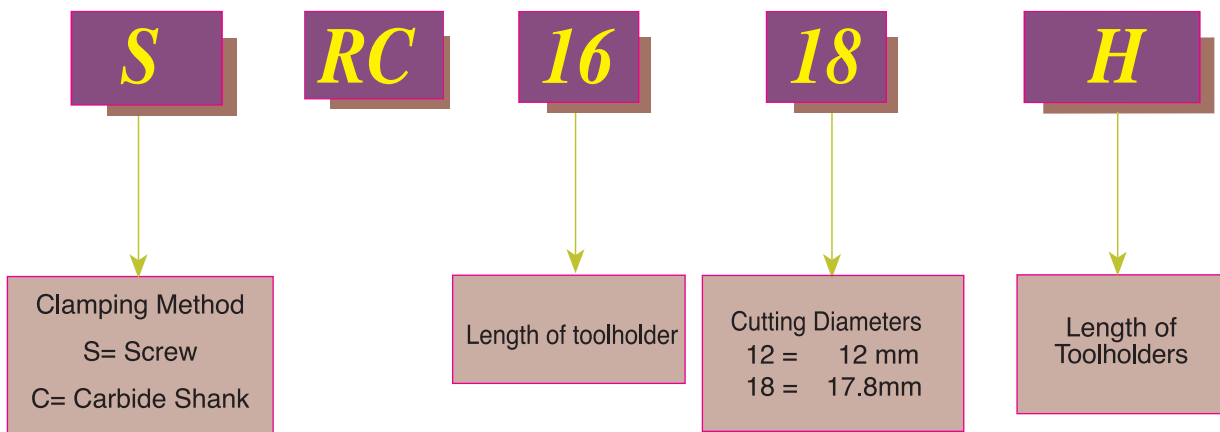 S RC 16 18 H
Clamping Method
S= Screw
C= Carbide Shank
Length of toolholder
Cutting Diameters
12 = 12 mm
18 = 17.8mm
Length of
Toolholders